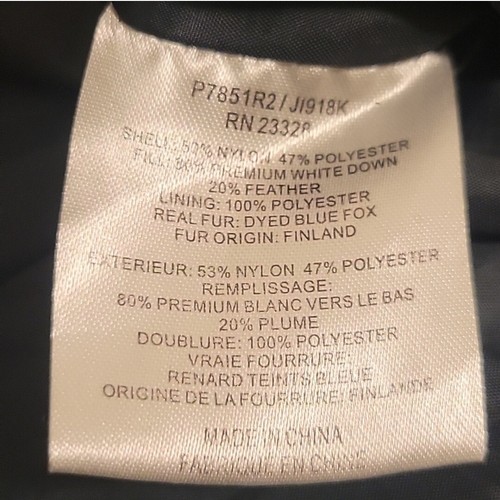 P7851R2/JI918K
RN 23328
SHELL: 53% NYLON 47% POLYESTER
FILL: 80% PREMIUM WHITE DOWN
20% FEATHER
LINING: 100% POLYESTER
REAL FUR: DYED BLUE FOX
FUR ORIGIN: FINLAND
EXTERIEUR: 53% NYLON 47% POLYESTER
REMPLISSAGE:
80% PREMIUM BLANC VERS LE BAS
20% PLUME
DOUBLURE: 100% POLYESTER
VRAIE FOURRURE:
RENARD TEINTS BLEUE
ORIGINE DE LA FOURRURE: FINLANDE
MADE IN CHINA
FABRIQUE EN CHINE